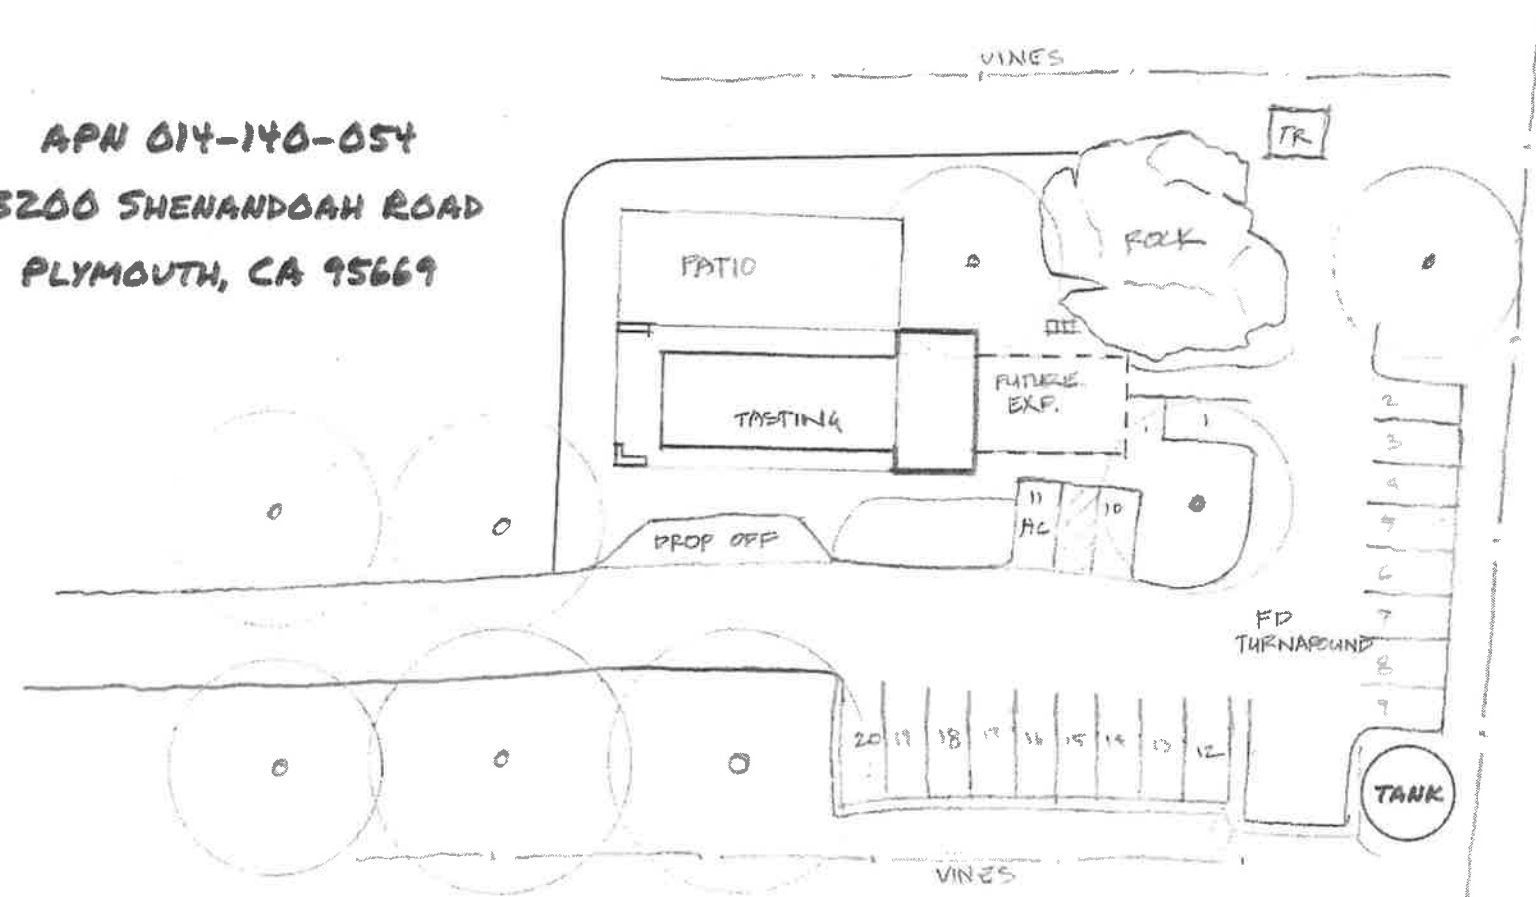 VINES
APN 014-140-054
TR
3200 SHENANDOAH ROAD
PLYMOUTH, CA 95669
ROCK
PATIO
FUTURE
EXP.
TASTING
1
2
3
4
5
6
7
8
9
11
HC
10
DROP OFF
FD
TURNAROUND
20 19 18 17 16 15 14 13 12
TANK
VINES